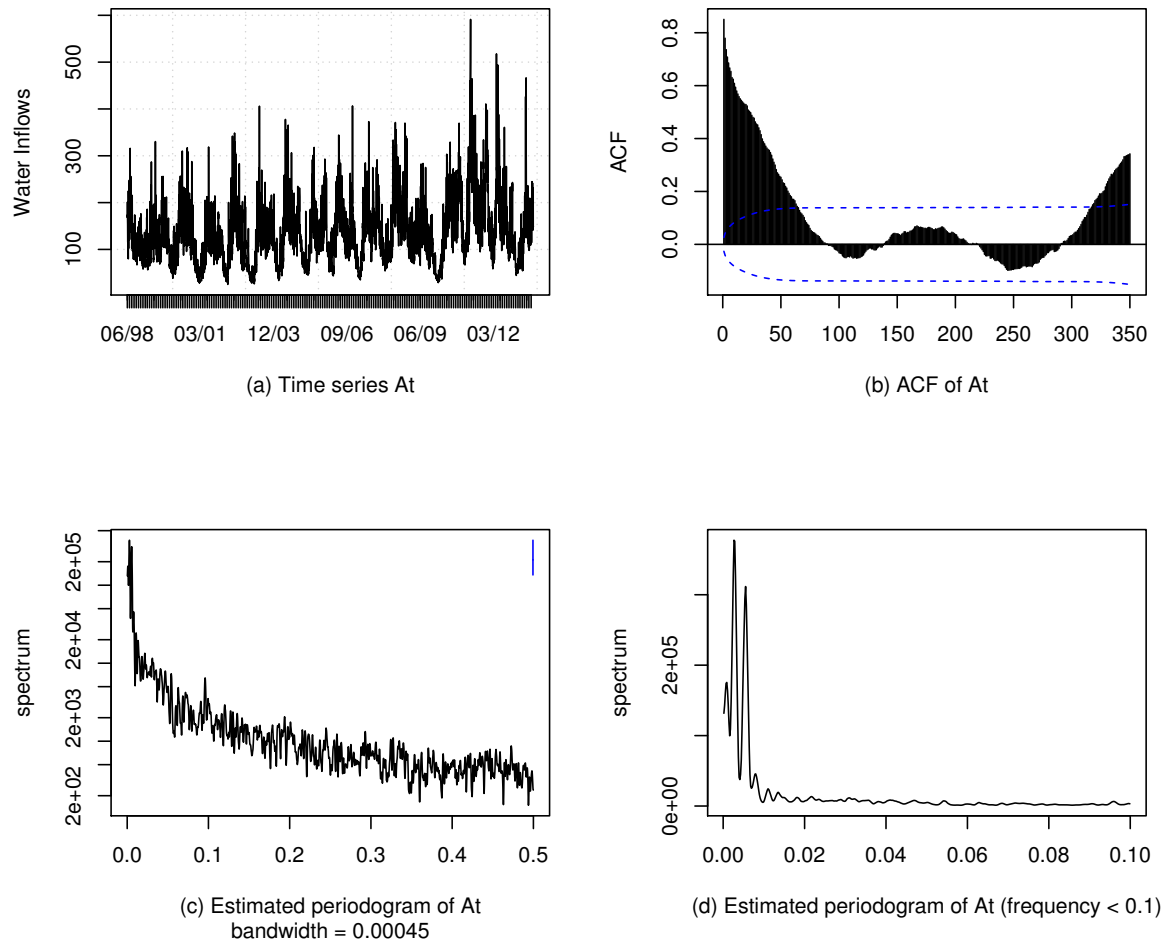 Water Inflows
100 300 500
06/98 03/01 12/03 09/06 06/09 03/12
(a) Time series At
ACF
0.0 0.2 0.4 0.6 0.8
0 50 100 150 200 250 300 350
(b) ACF of At
spectrum
2e+02 2e+03 2e+04 2e+05
0.0 0.1 0.2 0.3 0.4 0.5
(c) Estimated periodogram of At
bandwidth = 0.00045
spectrum
0e+00 2e+05
0.00 0.02 0.04 0.06 0.08 0.10
(d) Estimated periodogram of At (frequency < 0.1)